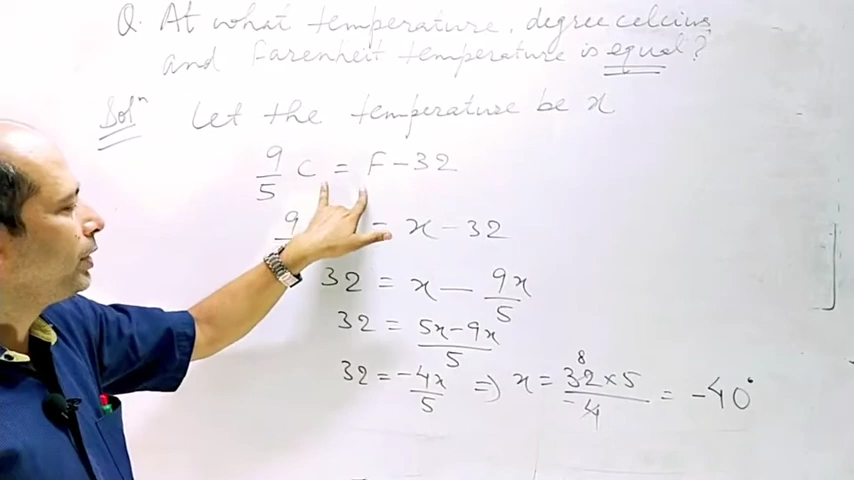 Q. At what temperature, degree celcius
and Farenheit temperature is equal?
Solⁿ Let the temperature be x
9/5 C = F - 32
9 = x - 32
32 = x — 9x/5
32 = 5x-9x/5
32 = -4x/5 => x = 32 8 ×5/-4 = -40°